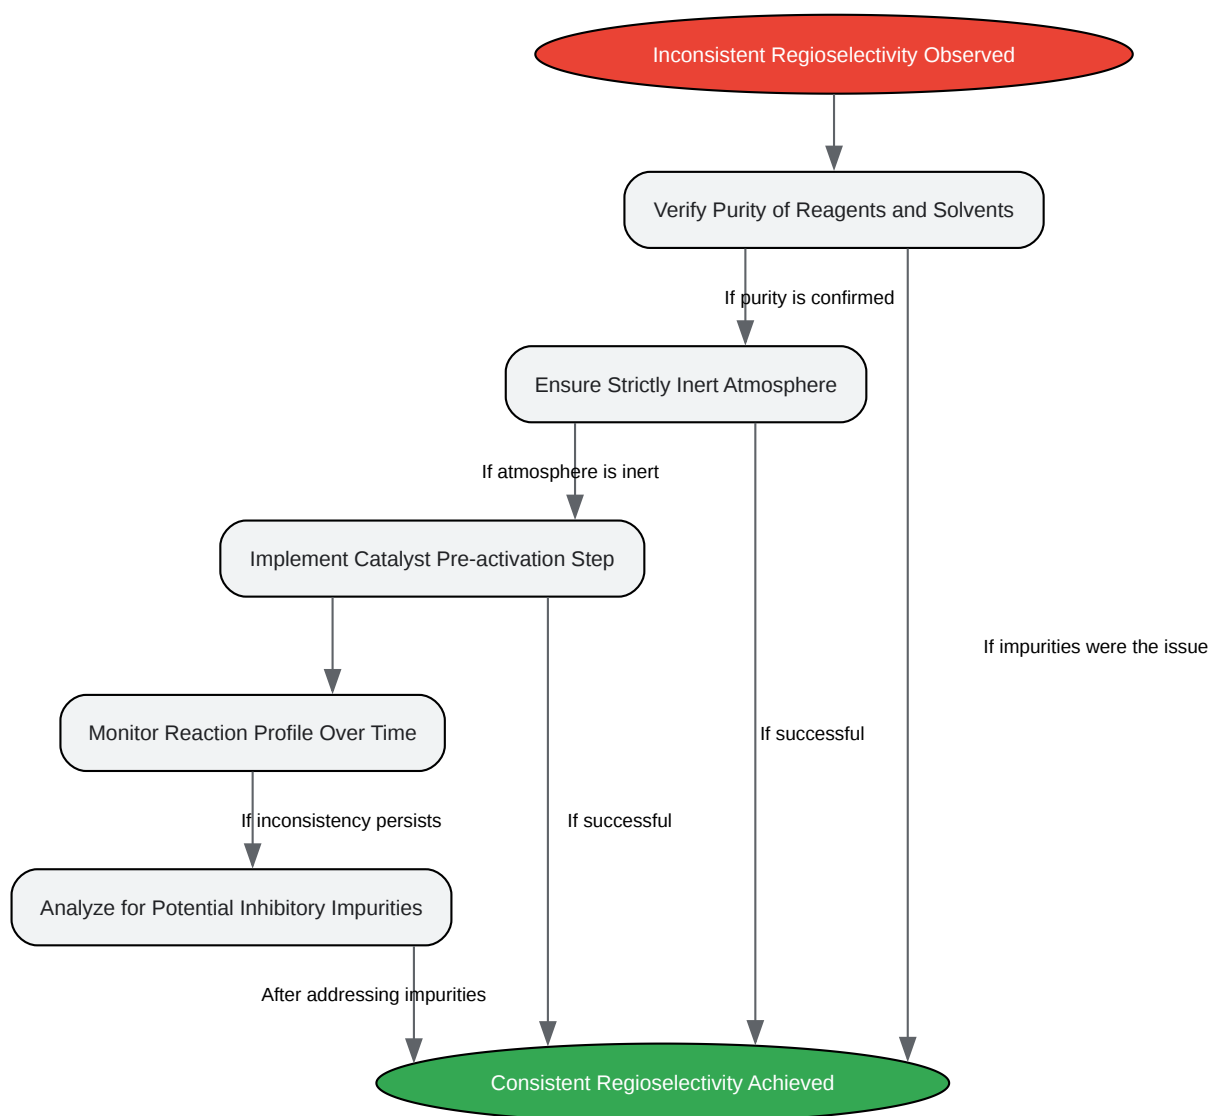 Inconsistent Regioselectivity Observed
Verify Purity of Reagents and Solvents
If purity is confirmed
Ensure Strictly Inert Atmosphere
If atmosphere is inert
Implement Catalyst Pre-activation Step
If impurities were the issue
Monitor Reaction Profile Over Time
If successful
If inconsistency persists
If successful
Analyze for Potential Inhibitory Impurities
After addressing impurities
Consistent Regioselectivity Achieved